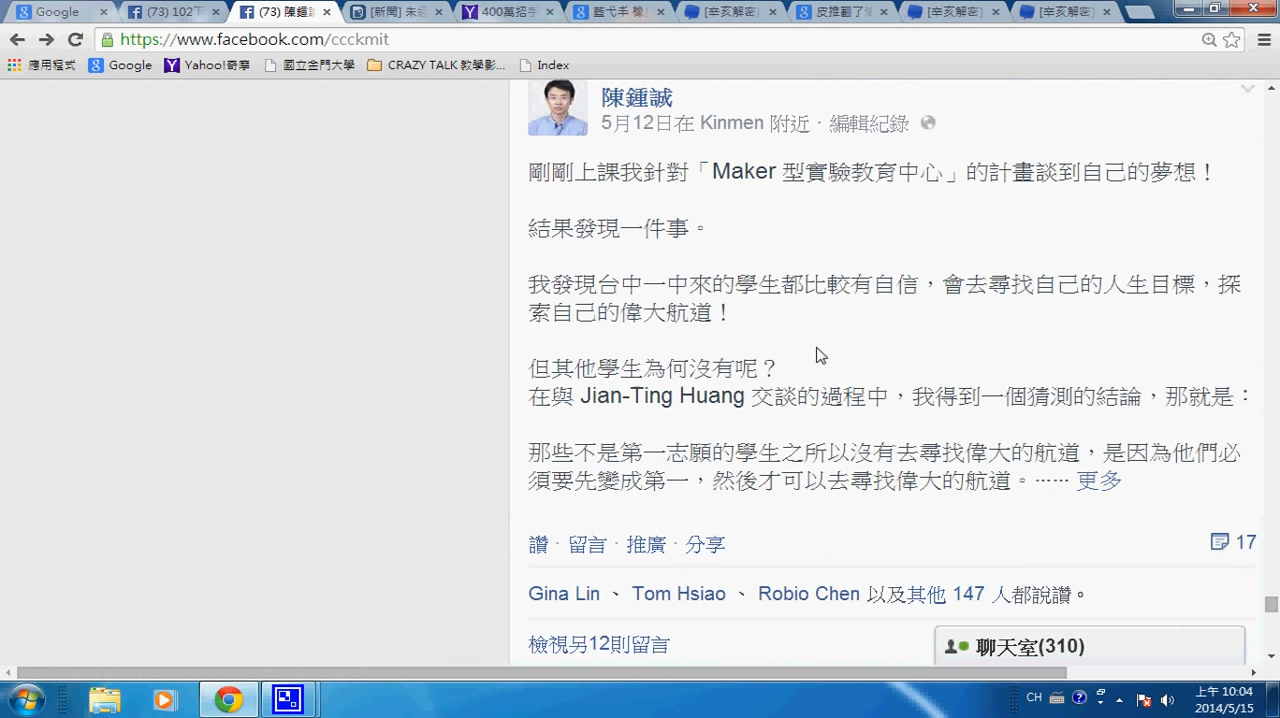 Google
(73) 102下
(73) 陳鍾誠
[新聞] 朱
400萬招手
藍弋手
[辛亥解密]
皮推翻了
[辛亥解密]
[辛亥解密]
https://www.facebook.com/ccckmit
應用程式 Google Yahoo!奇摩 國立金門大學 CRAZY TALK 教學影... Index
陳鍾誠
5月12日在 Kinmen 附近 · 編輯紀錄
剛剛上課我針對「Maker 型實驗教育中心」的計畫談到自己的夢想！
結果發現一件事。
我發現台中一中來的學生都比較有自信，會去尋找自己的人生目標，探
索自己的偉大航道！
但其他學生為何沒有呢？
在與 Jian-Ting Huang 交談的過程中，我得到一個猜測的結論，那就是：
那些不是第一志願的學生之所以沒有去尋找偉大的航道，是因為他們必
須要先變成第一，然後才可以去尋找偉大的航道。…… 更多
讚 · 留言 · 推廣 · 分享
17
Gina Lin 、 Tom Hsiao 、 Robio Chen 以及其他 147 人都說讚。
檢視另12則留言
聊天室(310)
CH
上午 10:04
2014/5/15